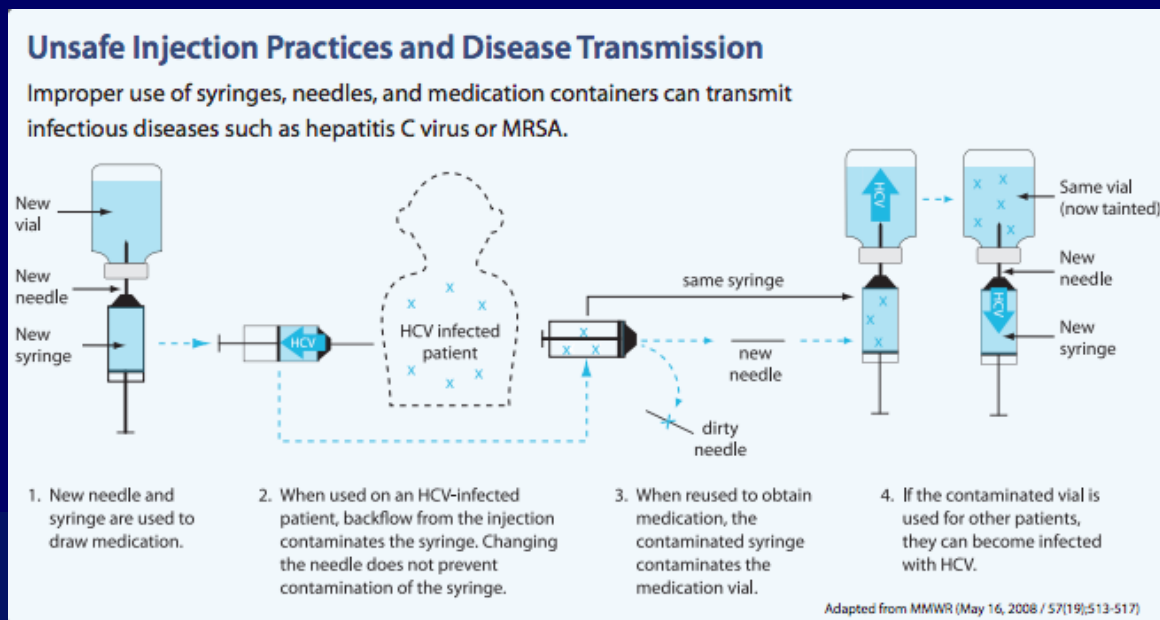 Unsafe Injection Practices and Disease Transmission
Improper use of syringes, needles, and medication containers can transmit
infectious diseases such as hepatitis C virus or MRSA.
New
vial
New
needle
New
syringe
HCV
HCV infected
patient
same syringe
new
needle
dirty
needle
HCV
Same vial
(now tainted)
New
needle
HCV
New
syringe
1. New needle and
syringe are used to
draw medication.
2. When used on an HCV-infected
patient, backflow from the injection
contaminates the syringe. Changing
the needle does not prevent
contamination of the syringe.
3. When reused to obtain
medication, the
contaminated syringe
contaminates the
medication vial.
4. If the contaminated vial is
used for other patients,
they can become infected
with HCV.
Adapted from MMWR (May 16, 2008 / 57(19);513-517)